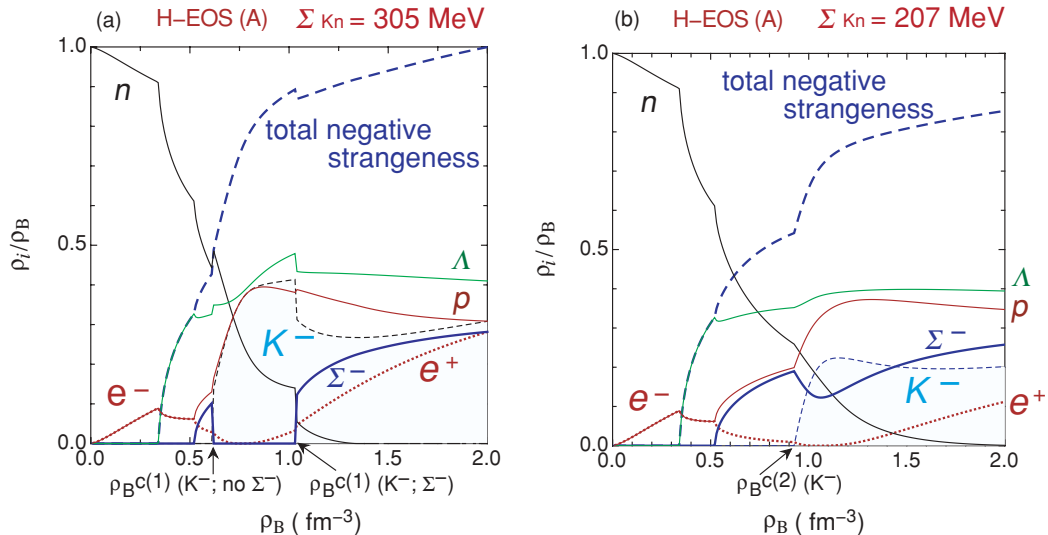 (a) H−EOS (A) Σ Kn = 305 MeV
1.0
n
total negative
strangeness
ρi/ρB
0.5
Λ
p
K−
Σ−
e+
e−
0.0
0.0 0.5 1.0 1.5 2.0
ρB c(1) (K−; no Σ−) ρB c(1) (K−; Σ−)
ρB ( fm−3)
(b) H−EOS (A) Σ Kn = 207 MeV
1.0
n
total negative
strangeness
ρi/ρB
0.5
Λ
p
Σ−
K−
e−
e+
0.0
0.0 0.5 1.0 1.5 2.0
ρB c(2) (K−)
ρB ( fm−3)